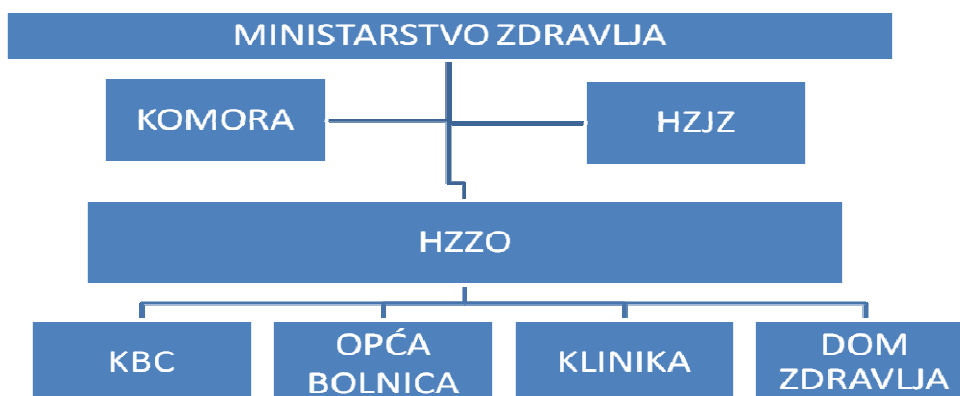 MINISTARSTVO ZDRAVLJA
KOMORA
HZJZ
HZZO
KBC
OPĆA
BOLNICA
KLINIKA
DOM
ZDRAVLJA